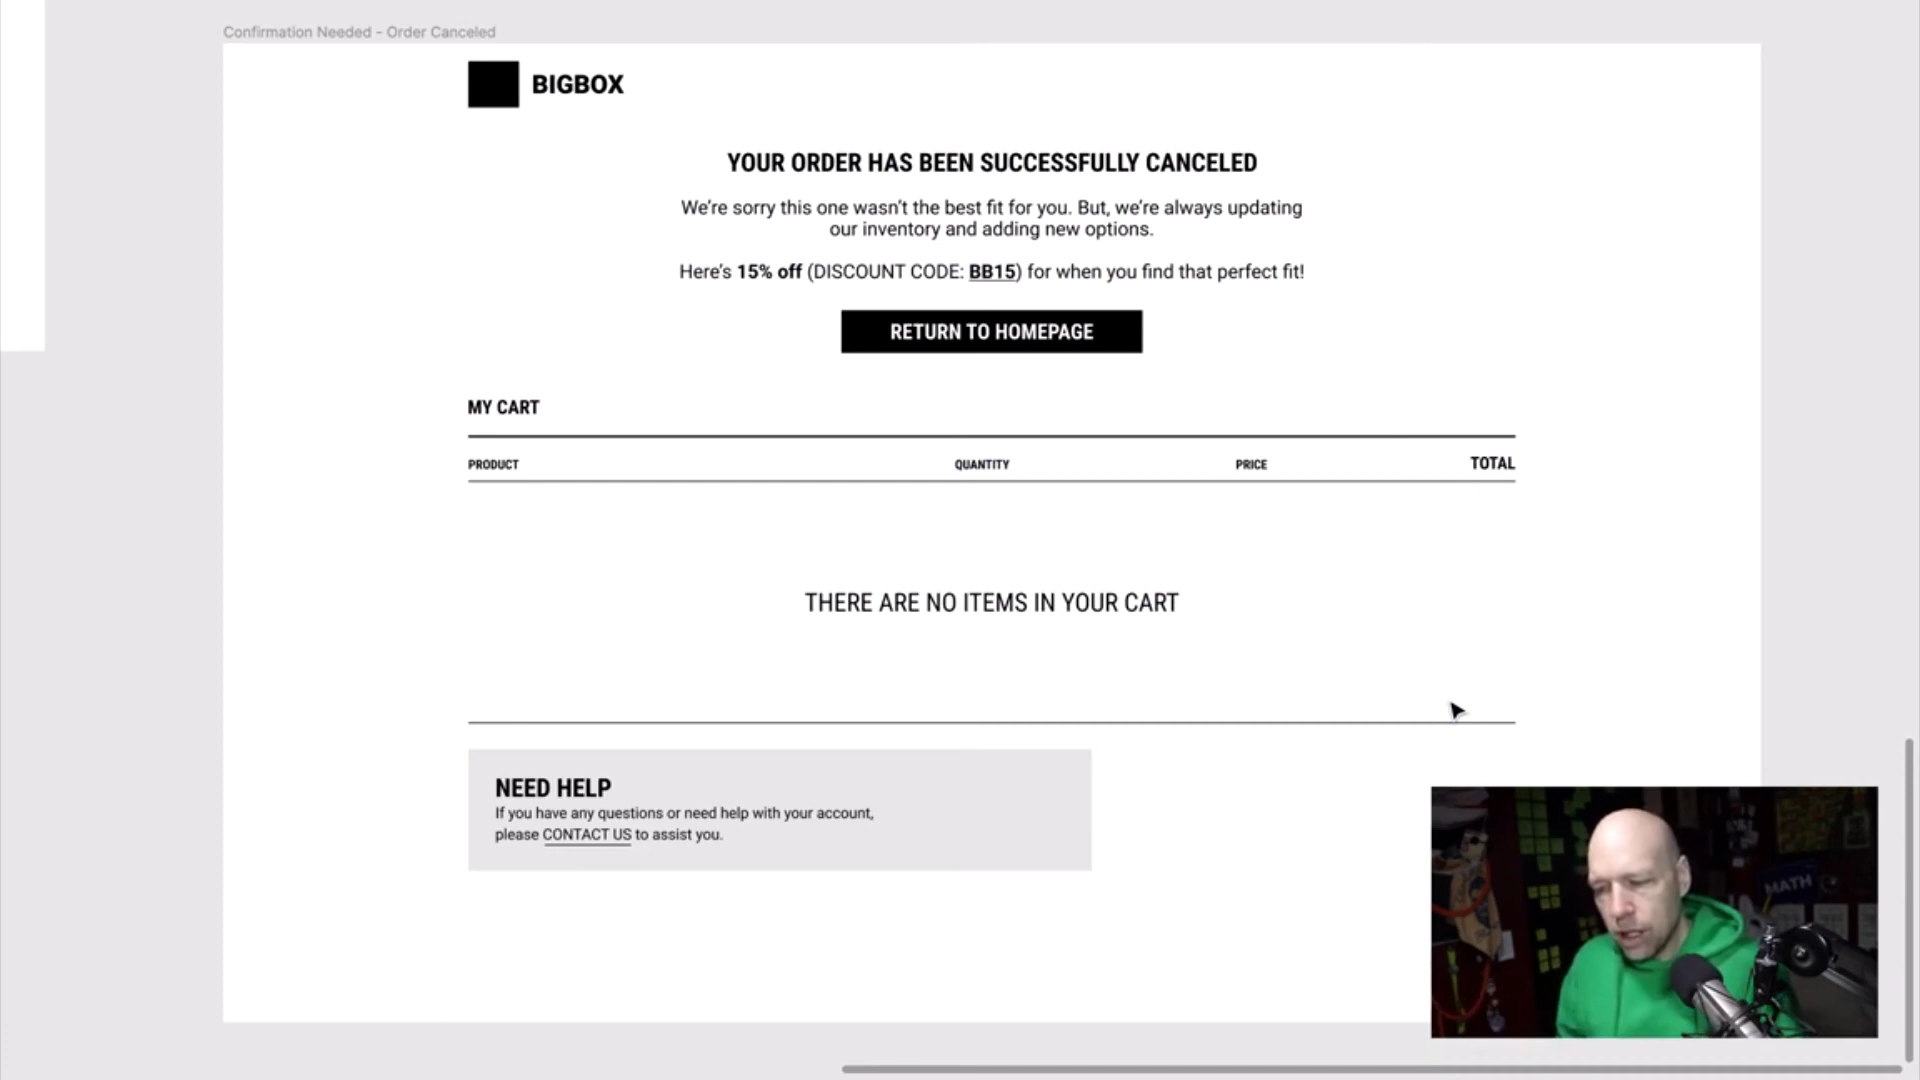 Confirmation Needed - Order Canceled
BIGBOX
YOUR ORDER HAS BEEN SUCCESSFULLY CANCELED
We're sorry this one wasn't the best fit for you. But, we're always updating
our inventory and adding new options.
Here's 15% off (DISCOUNT CODE: BB15) for when you find that perfect fit!
RETURN TO HOMEPAGE
MY CART
PRODUCT QUANTITY PRICE TOTAL
THERE ARE NO ITEMS IN YOUR CART
NEED HELP
If you have any questions or need help with your account,
please CONTACT US to assist you.
MATH